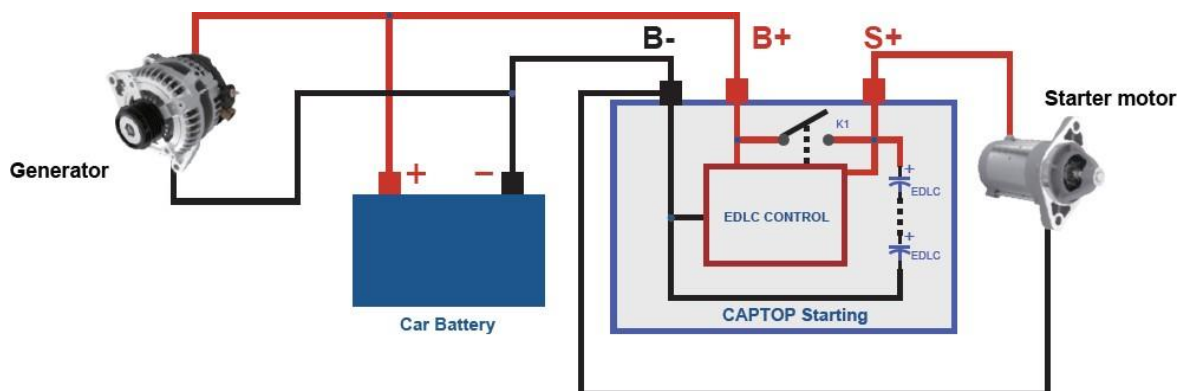 B-
B+
S+
Starter motor
K1
Generator
+
−
+
EDLC
EDLC CONTROL
+
EDLC
CAPTOP Starting
Car Battery